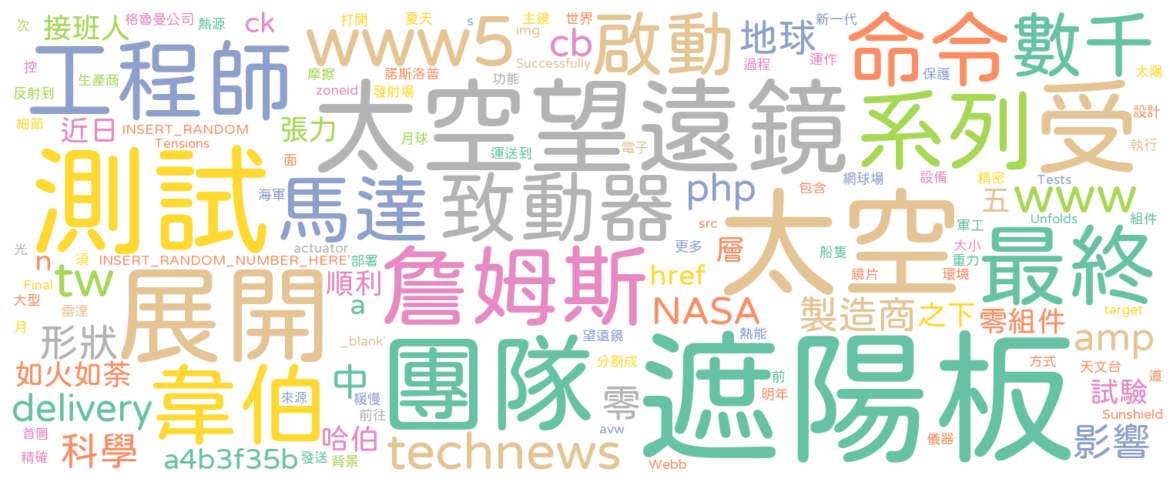 次 接班人 格魯曼公司 熱源 ck 打開 夏天 s 主鏡 img 世界 新一代 太陽
工程師 www5 cb 啟動 地球 命令 數千
控 生產商 摩擦 諾斯洛普 功能 Successfully 過程 運作 保護
反射到 zoneid 發射場 太空望遠鏡 系列 受 設計
細節 近日 INSERT_RANDOM 張力 月球 運送到 電子 執行
Tensions 面
測試 海軍 馬達 致動器 php 包含 網球場 設備 精密 Tests 五 www
src 太空 軍工 Unfolds 組件
光 n 須 INSERT_RANDOM_NUMBER_HERE' actuator 部署 更多 層 船隻 大小 重力 最終
Final tw 展開 順利 詹姆斯 href 鏡片 環境
大型 雷達 a NASA 製造商 之下 零組件 target
月 形狀 _blank' 望遠鏡 熱能 amp
如火如荼 團隊 分割成 遮陽板 前 方式 天文台 道
delivery 韋伯 來源 中 緩慢 零 明年 試驗
前往 Sunshield
首圖 科學 哈伯 avw 儀器 影響
精確 a4b3f35b 發送 背景 technews Webb